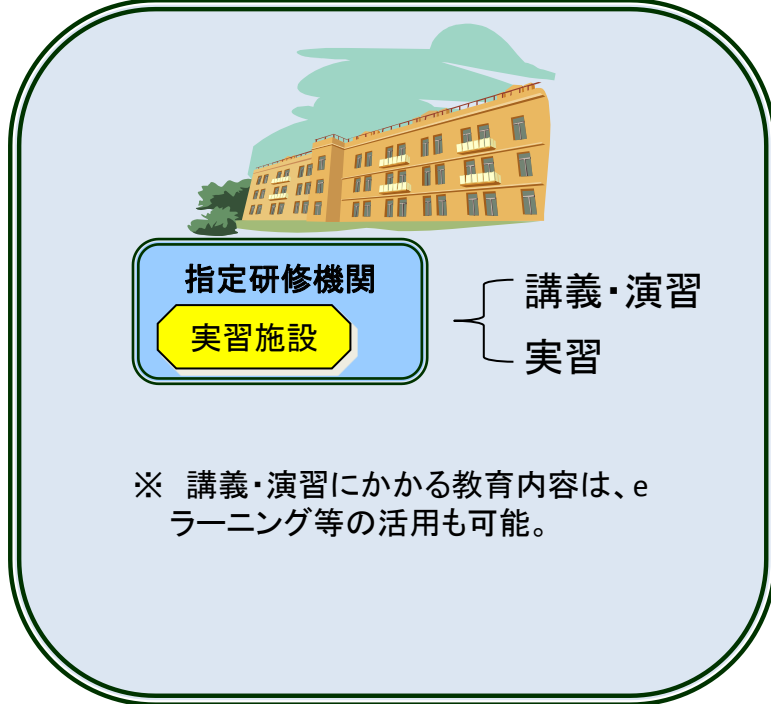 指定研修機関
実習施設
講義・演習
実習
※ 講義・演習にかかる教育内容は、e
ラーニング等の活用も可能。